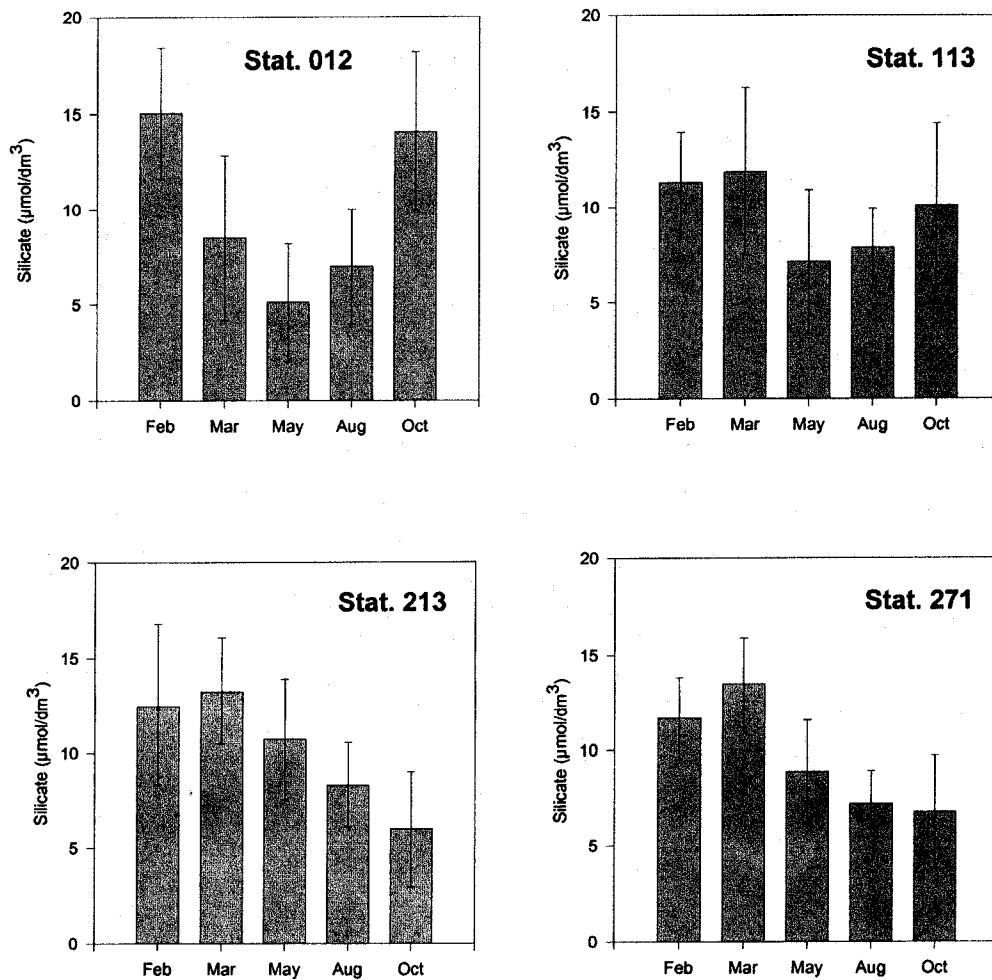 Stat. 012
Silicate (µmol/dm³)
20
15
10
5
0
Feb Mar May Aug Oct
Stat. 113
Silicate (µmol/dm³)
20
15
10
5
0
Feb Mar May Aug Oct
Stat. 213
Silicate (µmol/dm³)
20
15
10
5
0
Feb Mar May Aug Oct
Stat. 271
Silicate (µmol/dm³)
20
15
10
5
0
Feb Mar May Aug Oct